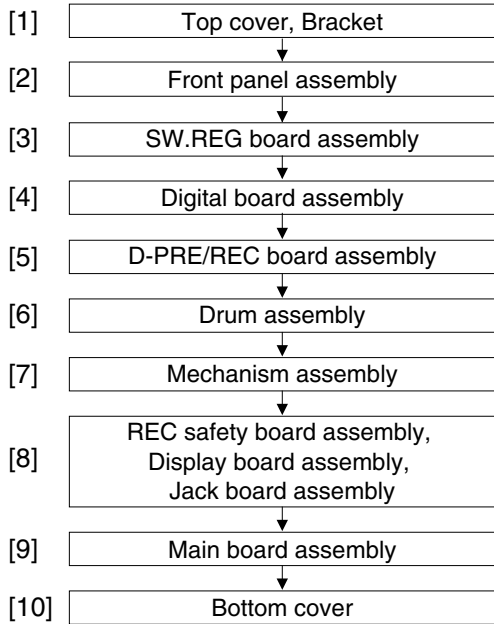 [1] Top cover, Bracket
[2] Front panel assembly
[3] SW.REG board assembly
[4] Digital board assembly
[5] D-PRE/REC board assembly
[6] Drum assembly
[7] Mechanism assembly
REC safety board assembly,
[8] Display board assembly,
Jack board assembly
[9] Main board assembly
[10] Bottom cover